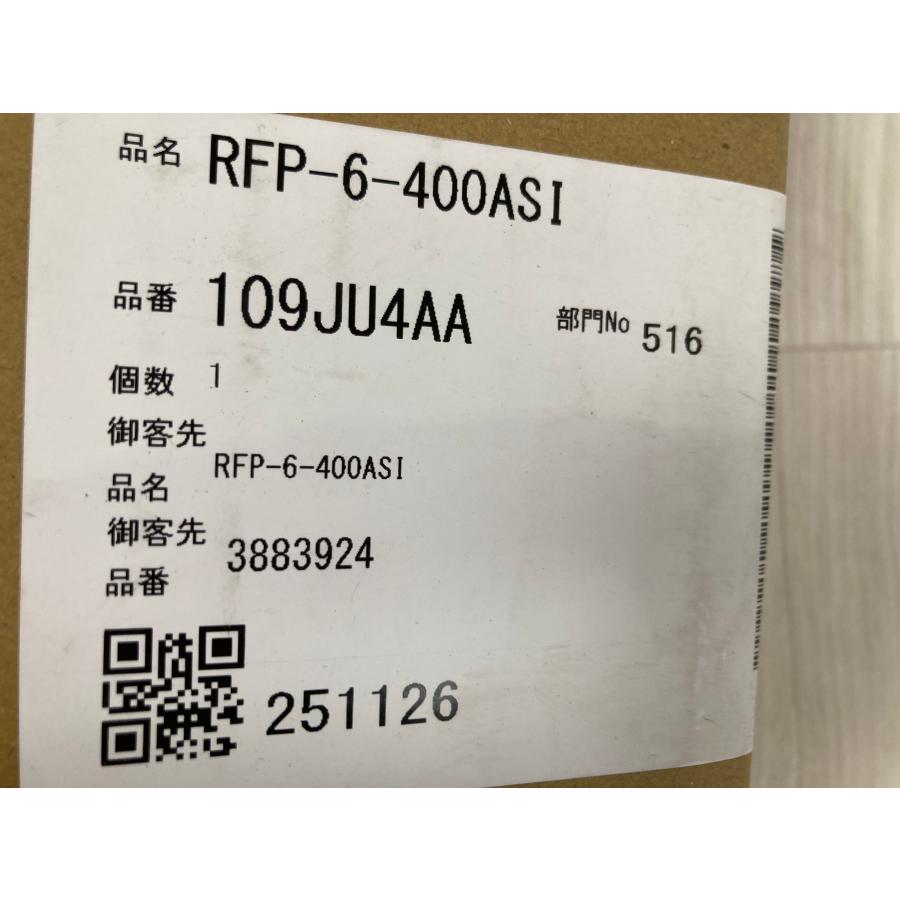 品名 RFP-6-400ASI
品番 109JU4AA 部門No 516
個数 1
御客先
品名 RFP-6-400ASI
御客先
品番 3883924
251126